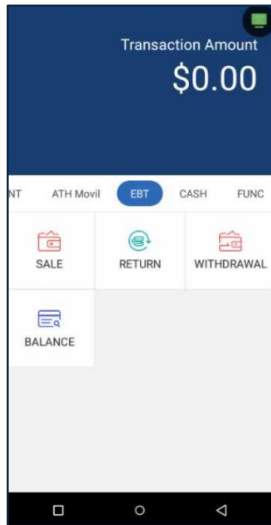 Transaction Amount
$0.00
NT ATH Movil EBT CASH FUNC
SALE RETURN WITHDRAWAL
BALANCE